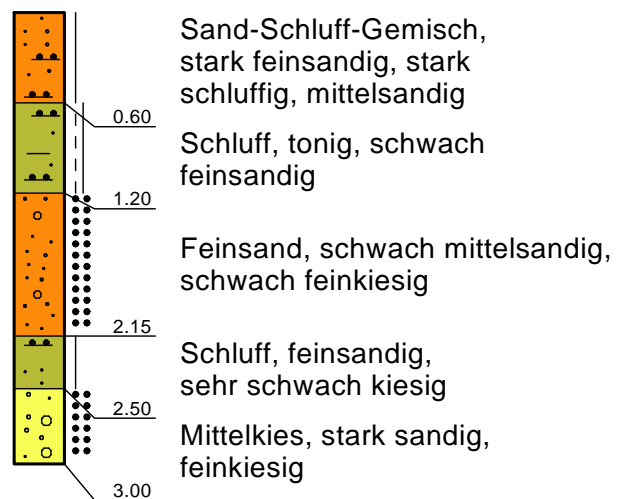 Sand-Schluff-Gemisch,
stark feinsandig, stark
schluffig, mittelsandig
0.60
Schluff, tonig, schwach
feinsandig
1.20
Feinsand, schwach mittelsandig,
schwach feinkiesig
2.15
Schluff, feinsandig,
sehr schwach kiesig
2.50
Mittelkies, stark sandig,
feinkiesig
3.00